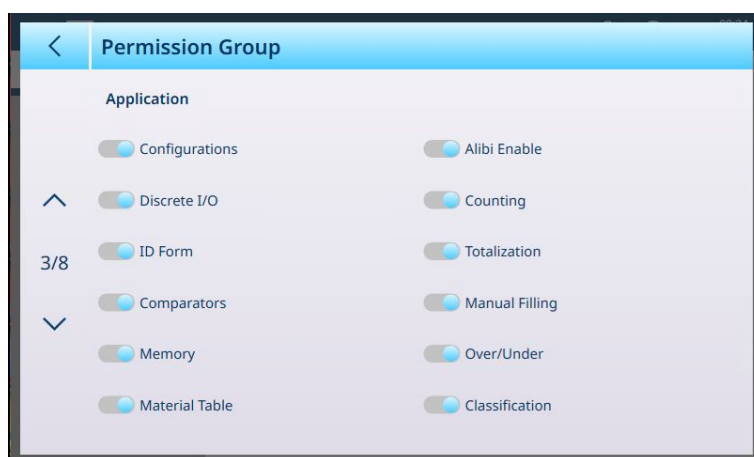 Permission Group
Application
Configurations
Alibi Enable
Discrete I/O
Counting
ID Form
Totalization
3/8
Comparators
Manual Filling
Memory
Over/Under
Material Table
Classification